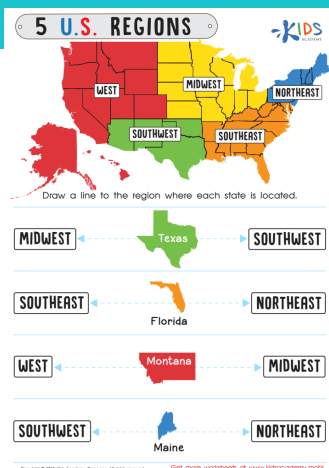 5 U.S. REGIONS
KIDS
ACADEMY
WEST
MIDWEST
NORTHEAST
SOUTHWEST
SOUTHEAST
Draw a line to the region where each state is located.
MIDWEST Texas SOUTHWEST
SOUTHEAST NORTHEAST
Florida
WEST Montana MIDWEST
SOUTHWEST NORTHEAST
Maine
Get more worksheets at www.kidsacademy.mobi